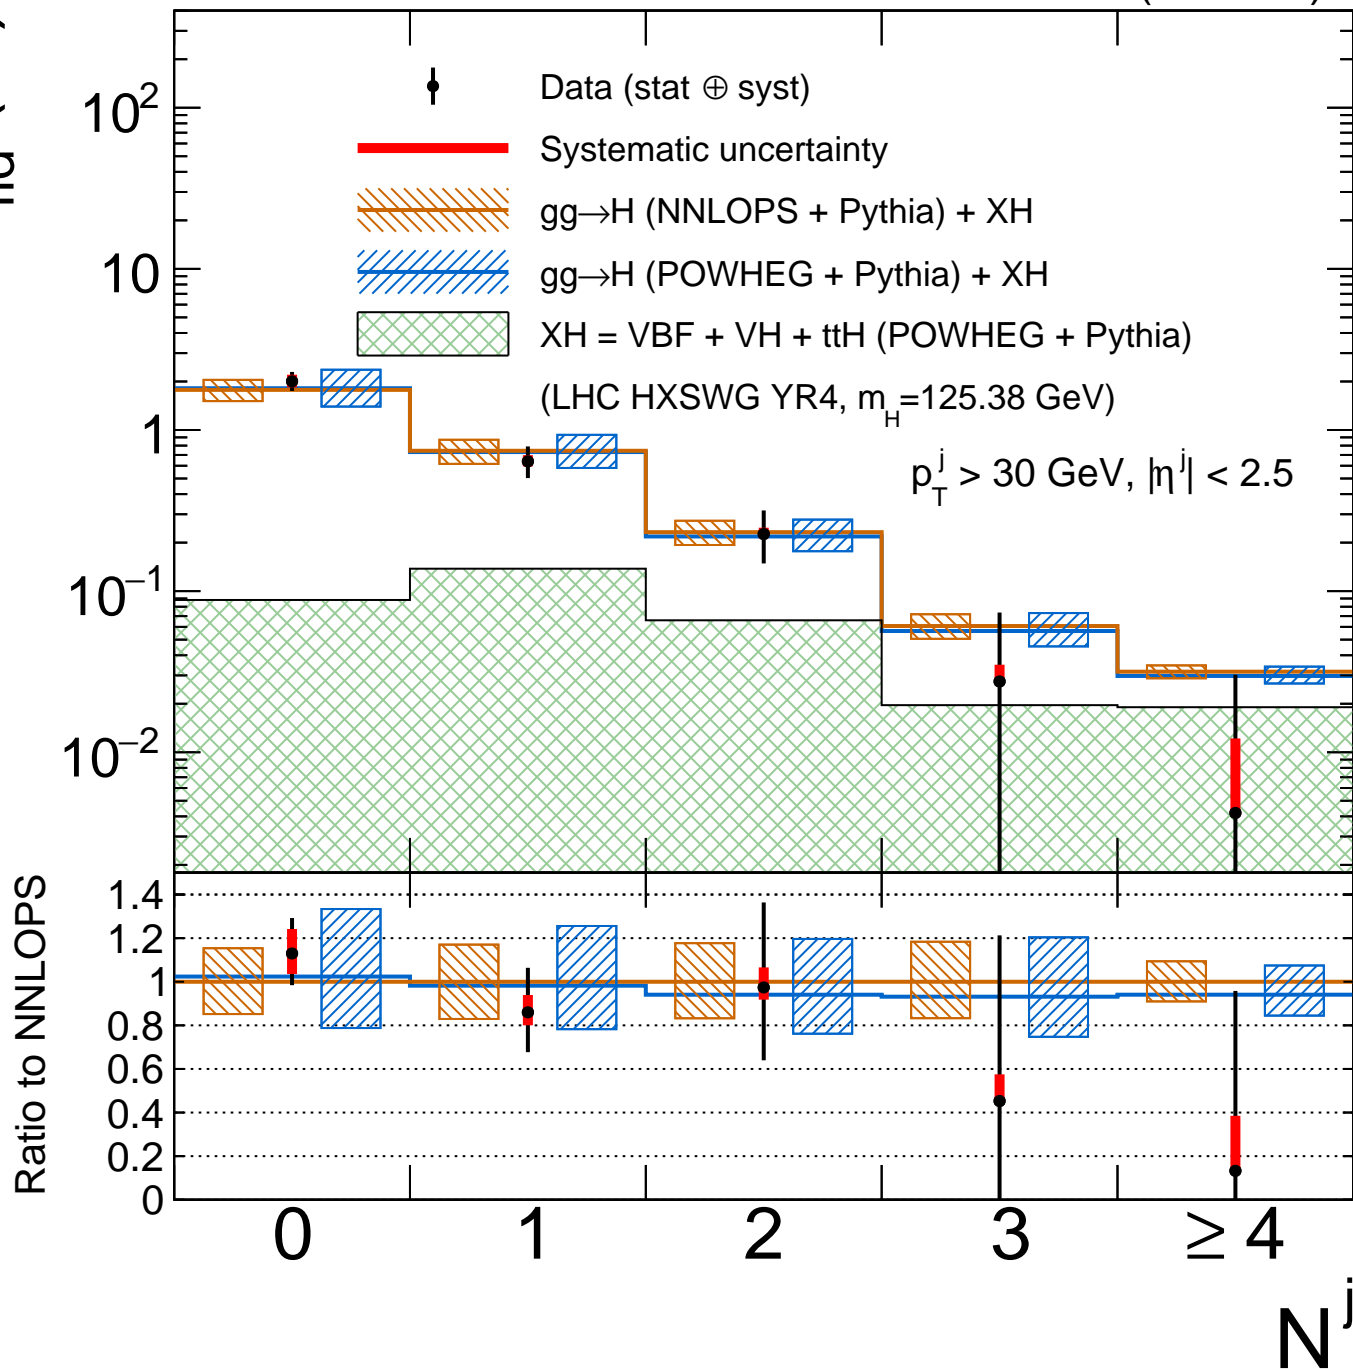 10²
10
1
10⁻¹
10⁻²
Data (stat ⊕ syst)
Systematic uncertainty
gg→H (NNLOPS + Pythia) + XH
gg→H (POWHEG + Pythia) + XH
XH = VBF + VH + ttH (POWHEG + Pythia)
(LHC HXSWG YR4, m_H=125.38 GeV)
p_T^j > 30 GeV, |η^j| < 2.5
Ratio to NNLOPS
1.4
1.2
1
0.8
0.6
0.4
0.2
0
0 1 2 3 ≥ 4
N^j